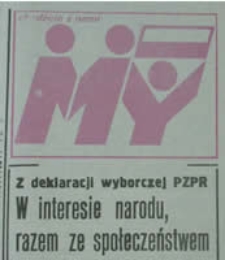 MY
Z deklaracji wyborczej PZPR
W interesie narodu,
razem ze społeczeństwem